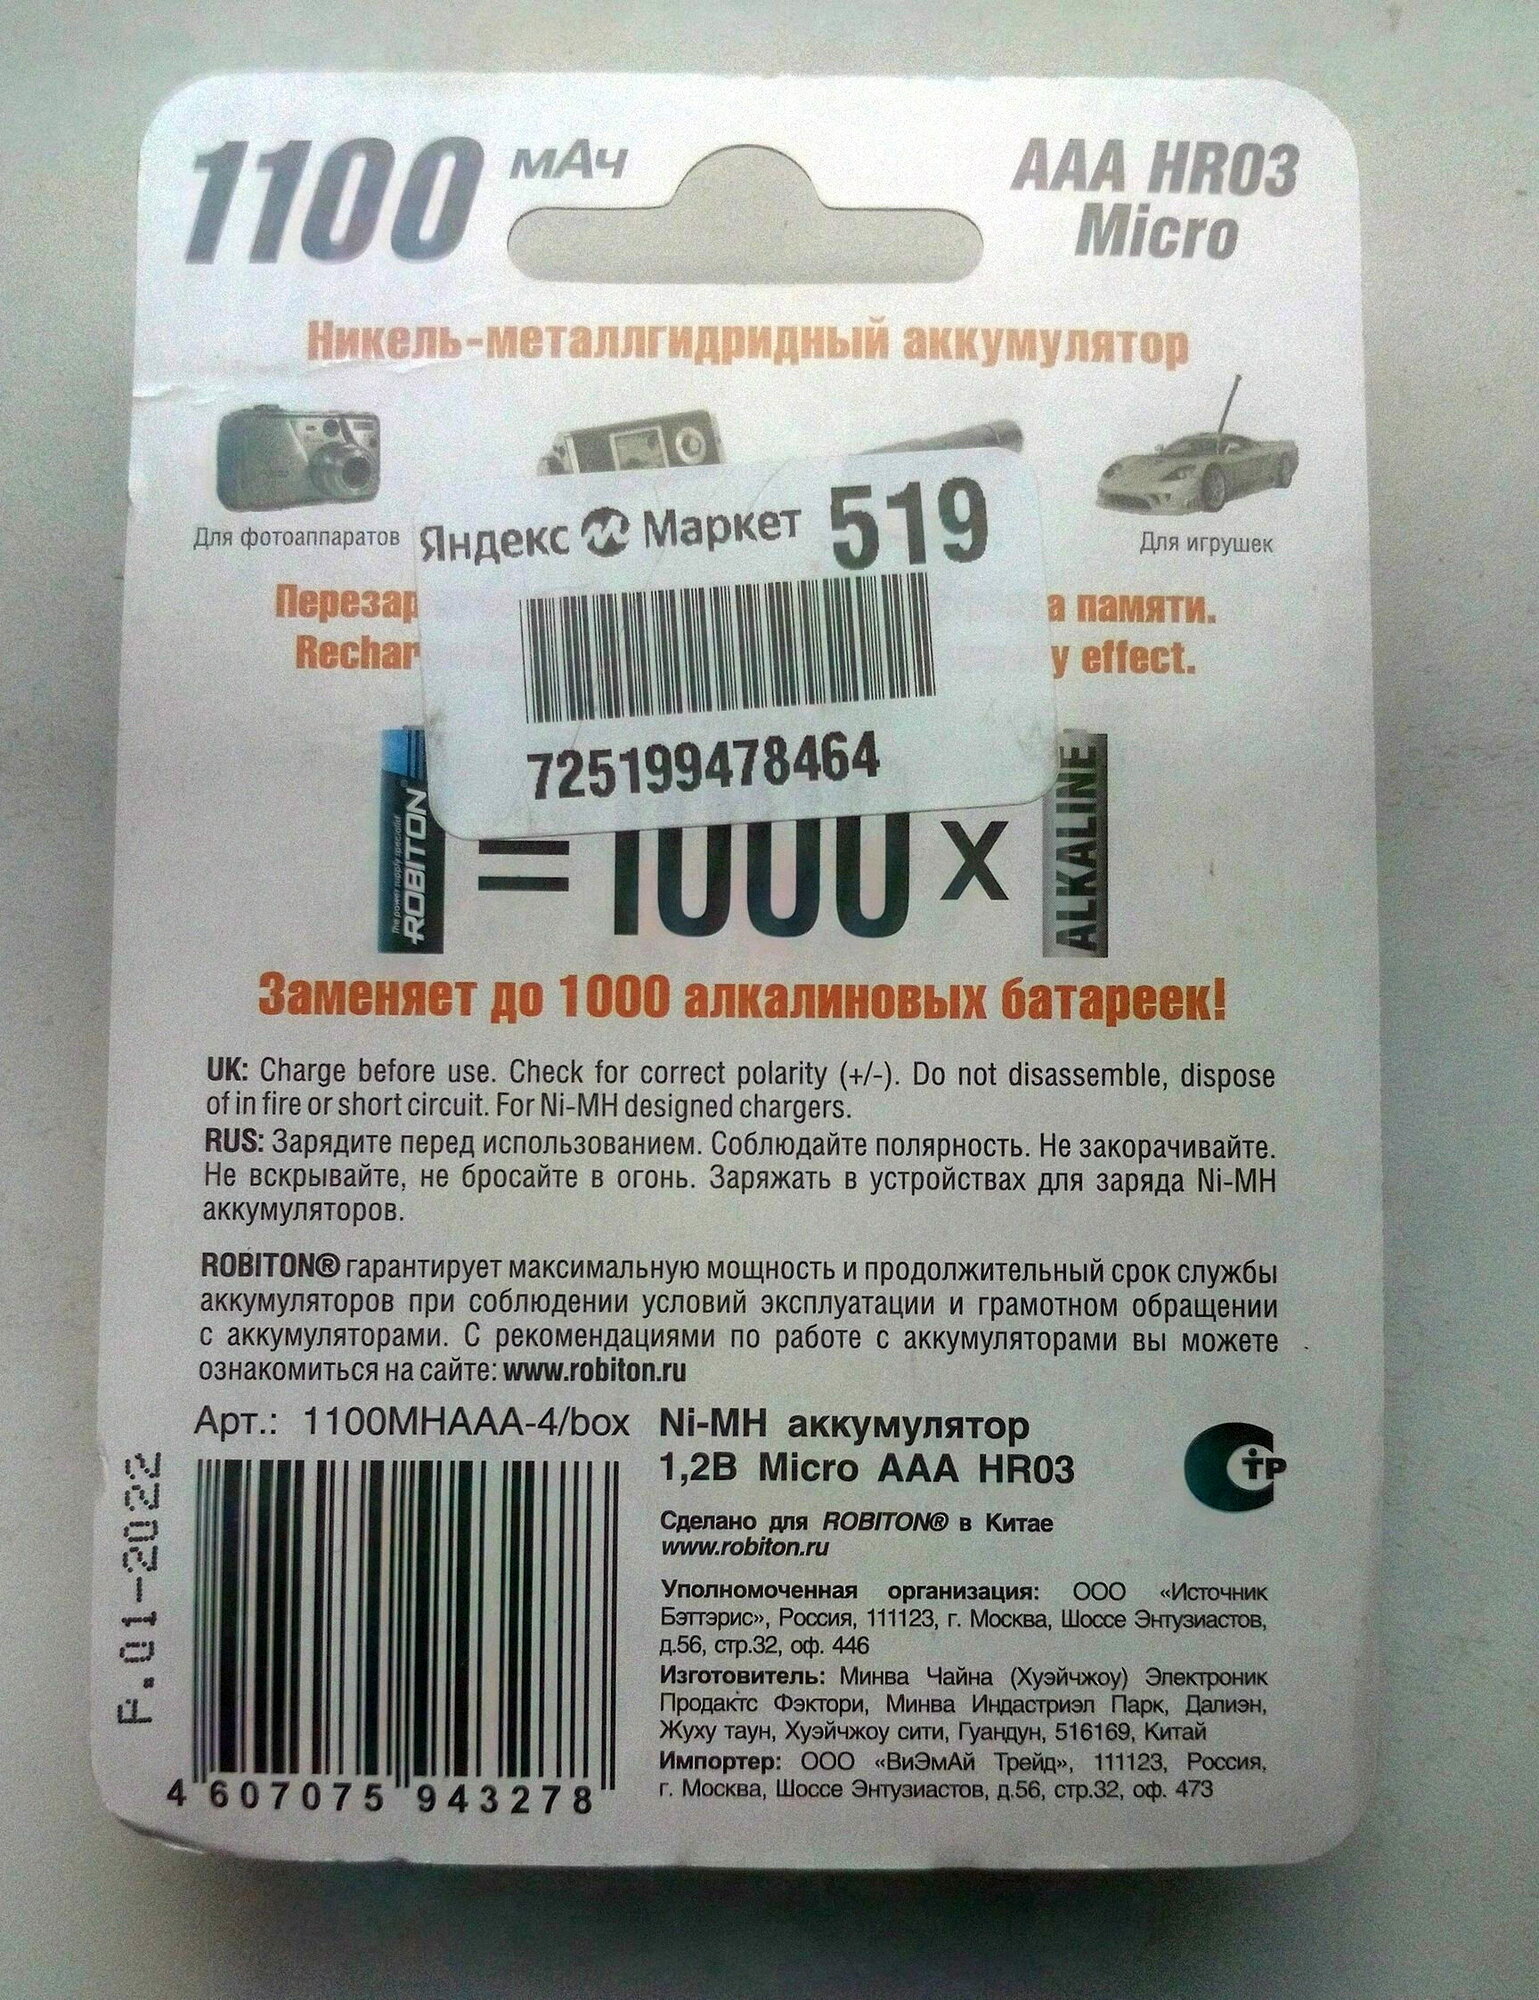 1100 мАч
AAA HR03
Micro
Никель-металлгидридный аккумулятор
Для фотоаппаратов
Для игрушек
Яндекс Маркет 519
725199478464
а памяти.
effect.
The power supply specialist
ROBITON
= 1000 x
ALKALINE
Заменяет до 1000 алкалиновых батареек!
UK: Charge before use. Check for correct polarity (+/-). Do not disassemble, dispose
of in fire or short circuit. For Ni-MH designed chargers.
RUS: Зарядите перед использованием. Соблюдайте полярность. Не закорачивайте.
Не вскрывайте, не бросайте в огонь. Заряжать в устройствах для заряда Ni-MH
аккумуляторов.
ROBITON® гарантирует максимальную мощность и продолжительный срок службы
аккумуляторов при соблюдении условий эксплуатации и грамотном обращении
с аккумуляторами. С рекомендациями по работе с аккумуляторами вы можете
ознакомиться на сайте: www.robiton.ru
Арт.: 1100MHAAA-4/box
P.01-2022
4 607075 943278
Ni-MH аккумулятор
1,2В Micro AAA HR03
СТР
Сделано для ROBITON® в Китае
www.robiton.ru
Уполномоченная организация: ООО «Источник
Бэттэрис», Россия, 111123, г. Москва, Шоссе Энтузиастов,
д.56, стр.32, оф. 446
Изготовитель: Минва Чайна (Хуэйчжоу) Электроник
Продактс Фэктори, Минва Индастриэл Парк, Далиэн,
Жуху таун, Хуэйчжоу сити, Гуандун, 516169, Китай
Импортер: ООО «ВиЭмАй Трейд», 111123, Россия,
г. Москва, Шоссе Энтузиастов, д.56, стр.32, оф. 473